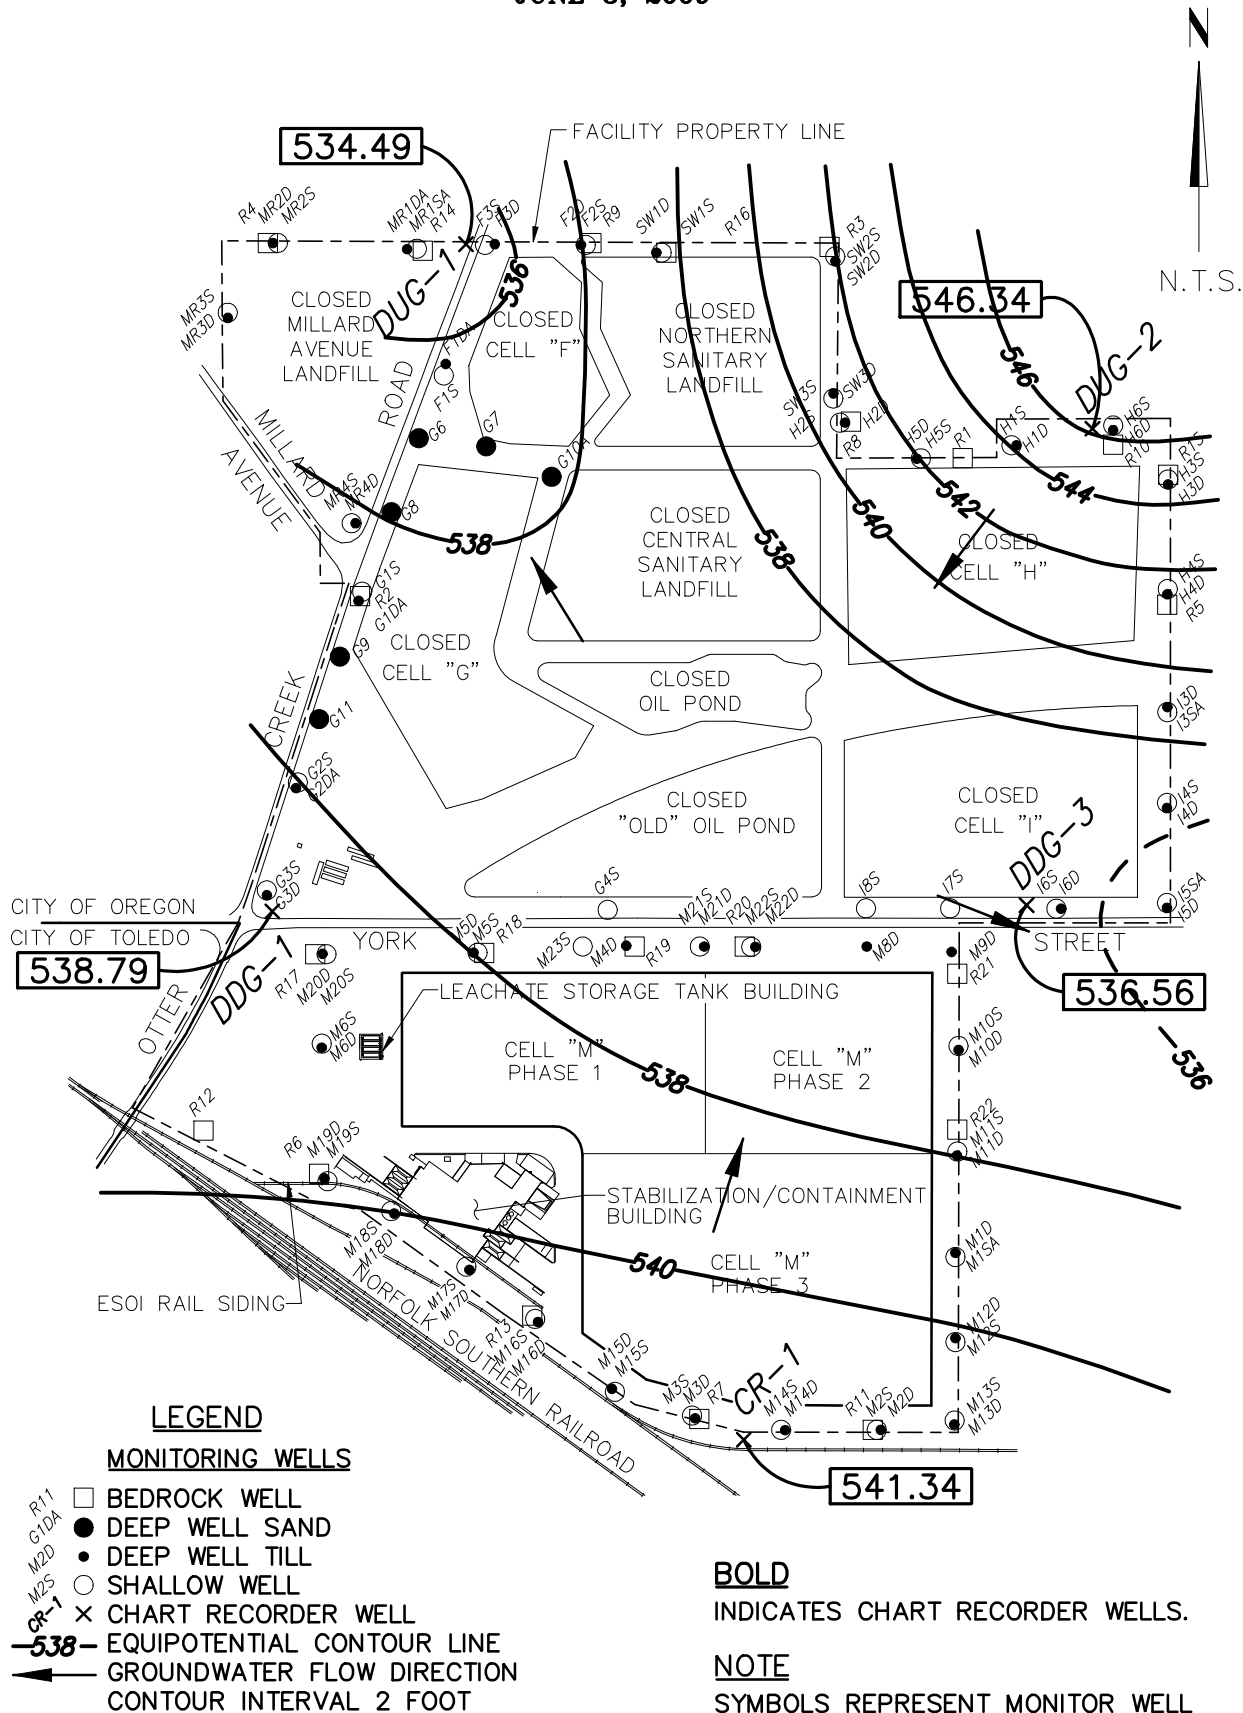 N
N.T.S.
534.49
FACILITY PROPERTY LINE
R4
MR2D
MR2S
MR1DA
MR1SA
R14
F3S
F3D
F2D
F2S
R9
SW1D
SW1S
R16
R3
SW2S
SW2D
546.34
DUG-1
536
MR3S
MR3D
CLOSED
MILLARD
AVENUE
LANDFILL
CLOSED
CELL "F"
CLOSED
NORTHERN
SANITARY
LANDFILL
546
DUG-2
F1DA
F1S
ROAD
SW3S
SW3D
H2S
H2D
R8
H5D
H5S
R1
H1S
H1D
H6S
H6D
R10
R1S
H3S
H3D
G6
G7
G10A
G8
MILLARD
AVENUE
MR4S
MR4D
538
CLOSED
CENTRAL
SANITARY
LANDFILL
538
540
542
544
CLOSED
CELL "H"
H4S
H4D
R5
G1S
R2
G1DA
G9
CLOSED
CELL "G"
CLOSED
OIL POND
I3D
I3SA
G11
CREEK
G2S
G2DA
CLOSED
"OLD" OIL POND
CLOSED
CELL "I"
I4S
I4D
DDG-3
G3S
G3D
G4S
I8S
I7S
I6S
I6D
I5SA
I5D
CITY OF OREGON
CITY OF TOLEDO
538.79
DDG-1
YORK
STREET
M5D
M5S
R18
M23S
M4D
R19
M21S
M21D
R20
M22S
M22D
M8D
M9D
R21
R17
M20D
M20S
536.56
LEACHATE STORAGE TANK BUILDING
OTTER
M6S
M6D
CELL "M"
PHASE 1
538
CELL "M"
PHASE 2
M10S
M10D
536
R12
R22
M11S
M11D
R6
M19D
M19S
STABILIZATION/CONTAINMENT
BUILDING
M18S
M18D
540
CELL "M"
PHASE 3
M1D
M1SA
ESOI RAIL SIDING
M17S
M17D
NORFOLK SOUTHERN RAILROAD
R13
M16S
M16D
M12D
M12S
M15D
M15S
M3S
M3D
R7
CR-1
M14S
M14D
R11
M2S
M2D
M13S
M13D
541.34
LEGEND
MONITORING WELLS
R11 BEDROCK WELL
G1DA DEEP WELL SAND
M2D DEEP WELL TILL
M2S SHALLOW WELL
CR-1 CHART RECORDER WELL
538 EQUIPOTENTIAL CONTOUR LINE
GROUNDWATER FLOW DIRECTION
CONTOUR INTERVAL 2 FOOT
BOLD
INDICATES CHART RECORDER WELLS.
NOTE
SYMBOLS REPRESENT MONITOR WELL